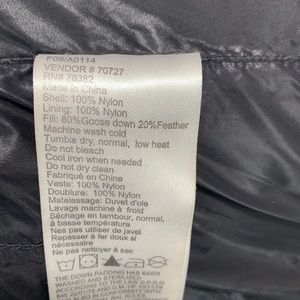 F09/A0114
VENDOR # 70727
RN# 78382
Made in China
Shell: 100% Nylon
Lining: 100% Nylon
Fill: 80%Goose down 20%Feather
Machine wash cold
Tumble dry, normal, low heat
Do not bleach
Cool iron when needed
Do not dry clean
Fabriqué en Chine
Veste: 100% Nylon
Doublure: 100% Nylon
Matelassage: Duvet d'oie
Lavage machine à froid
Séchage en tambour, normal,
à basse température
Ne pas javelliser
Repasser à fer doux si
nécessaire
Ne pas nettoyer à sec
THE DOWN PADDING HAS BEEN
WASHED AND STERILIZED
ACCORDING TO THE LAW